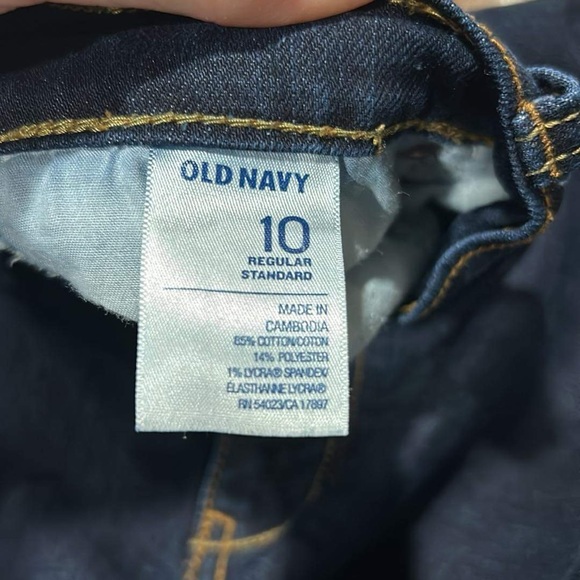 OLD NAVY
10
REGULAR
STANDARD
MADE IN
CAMBODIA
85% COTTON/COTON
14% POLYESTER
1% LYCRA® SPANDEX/
ELASTHANNE LYCRA®
RN 54023/CA 17897